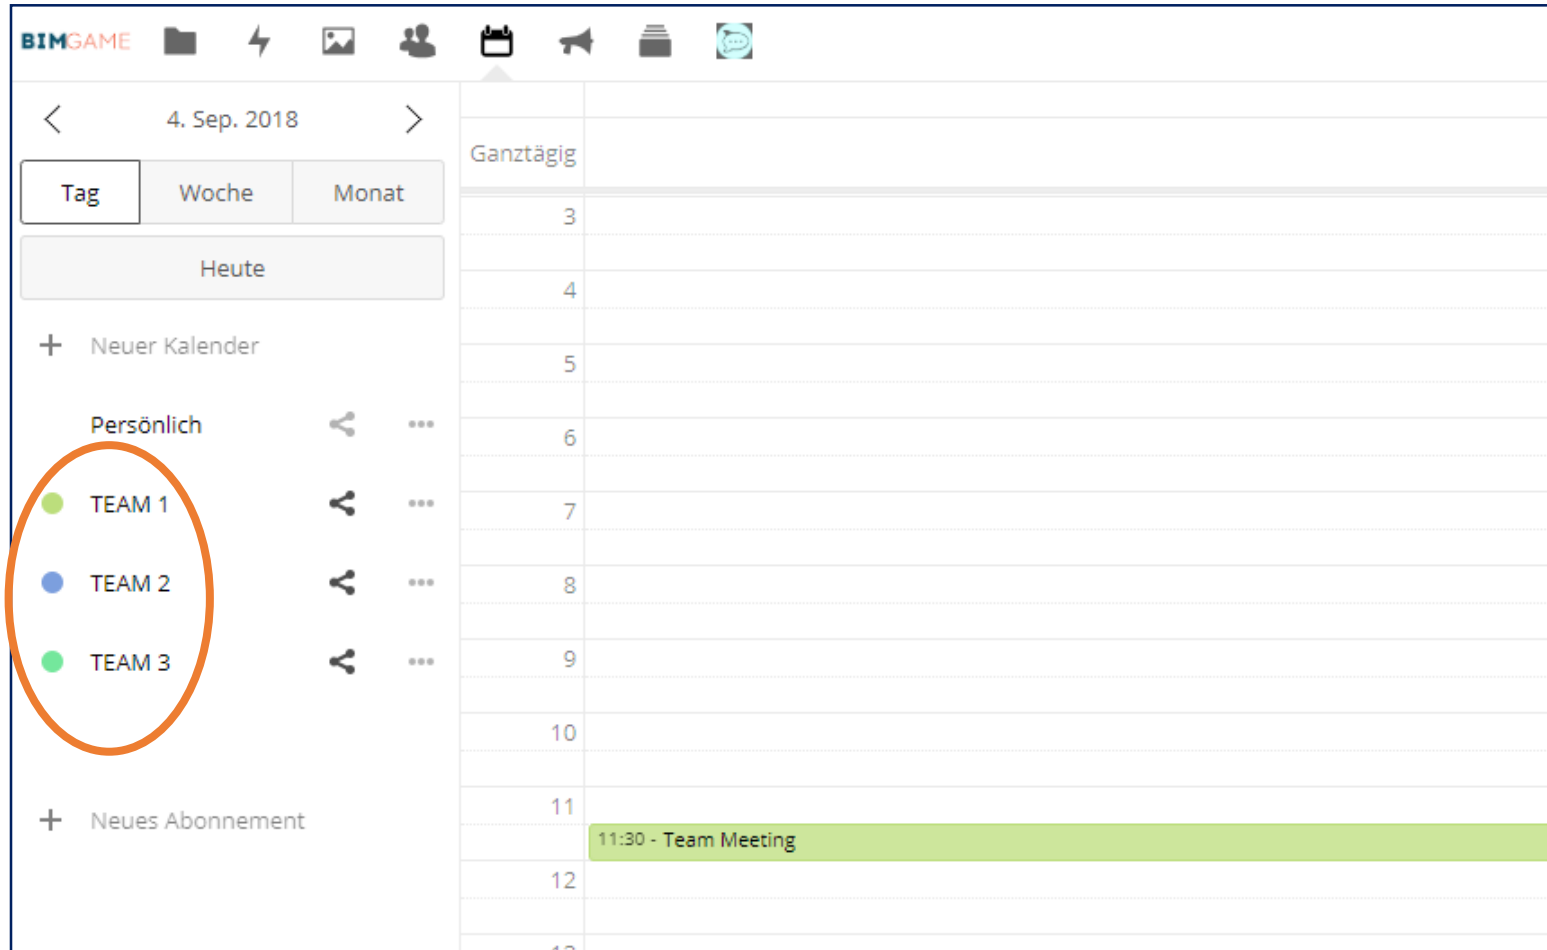 BIMGAME
4. Sep. 2018
Tag Woche Monat
Heute
+ Neuer Kalender
Persönlich
TEAM 1
TEAM 2
TEAM 3
+ Neues Abonnement
Ganztägig
3
4
5
6
7
8
9
10
11
11:30 - Team Meeting
12